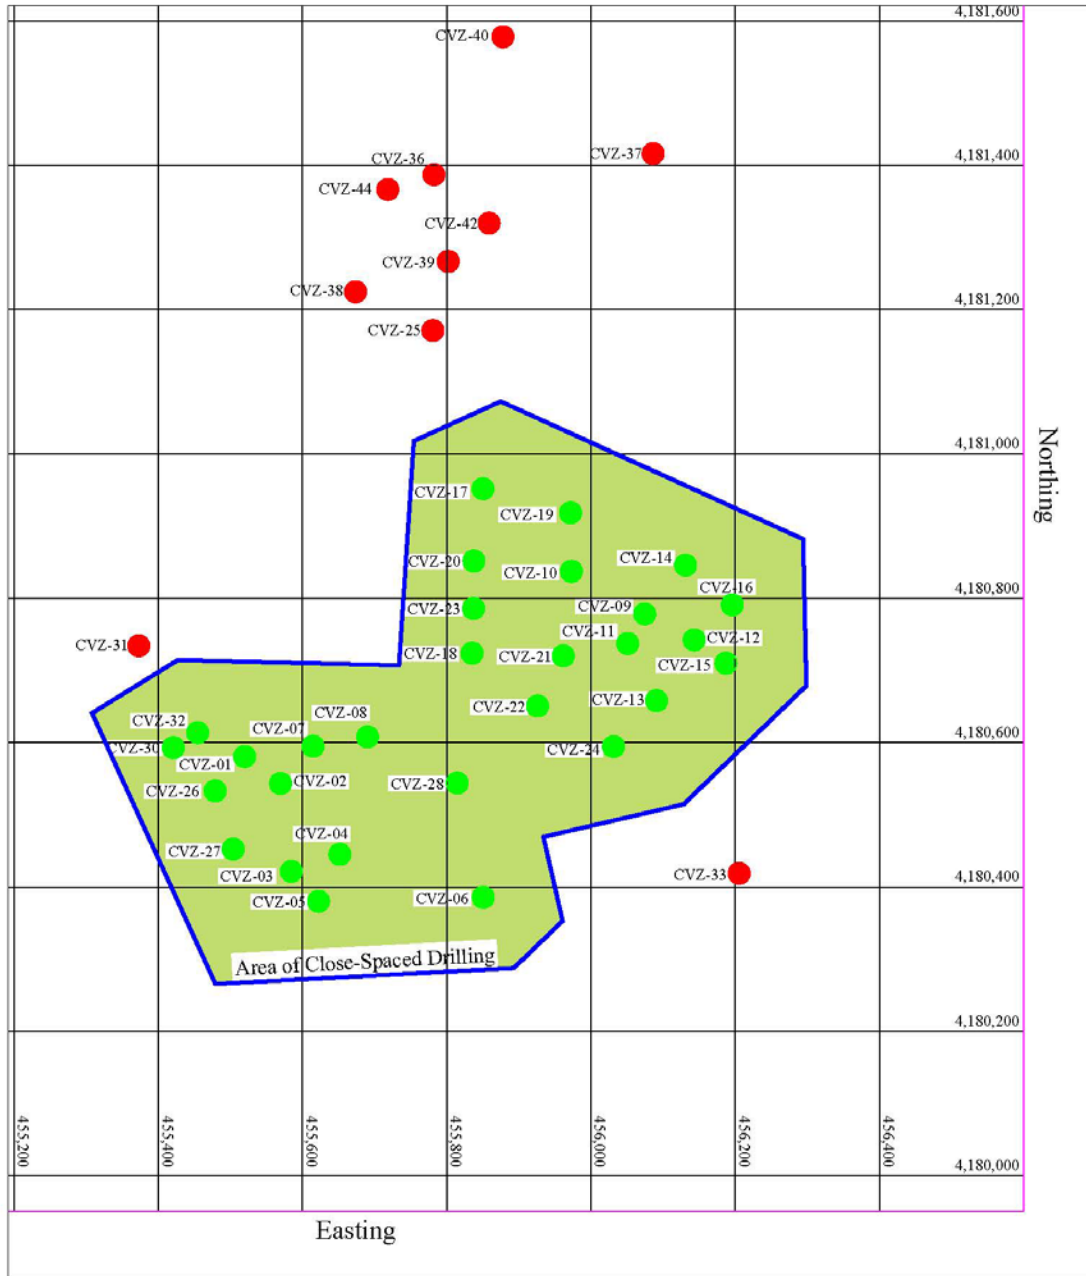 4,181,600
CVZ-40
CVZ-37
CVZ-36
4,181,400
CVZ-44
CVZ-42
CVZ-39
CVZ-38
4,181,200
CVZ-25
4,181,000
Northing
CVZ-17
CVZ-19
CVZ-20
CVZ-14
CVZ-10
CVZ-16
4,180,800
CVZ-23
CVZ-09
CVZ-11
CVZ-12
CVZ-31
CVZ-18
CVZ-21
CVZ-15
CVZ-13
CVZ-22
CVZ-08
CVZ-32
CVZ-07
4,180,600
CVZ-30
CVZ-24
CVZ-01
CVZ-02
CVZ-28
CVZ-26
CVZ-04
CVZ-27
CVZ-03
CVZ-33
4,180,400
CVZ-05
CVZ-06
Area of Close-Spaced Drilling
4,180,200
455,200
455,400
455,600
455,800
456,000
456,200
456,400
4,180,000
Easting